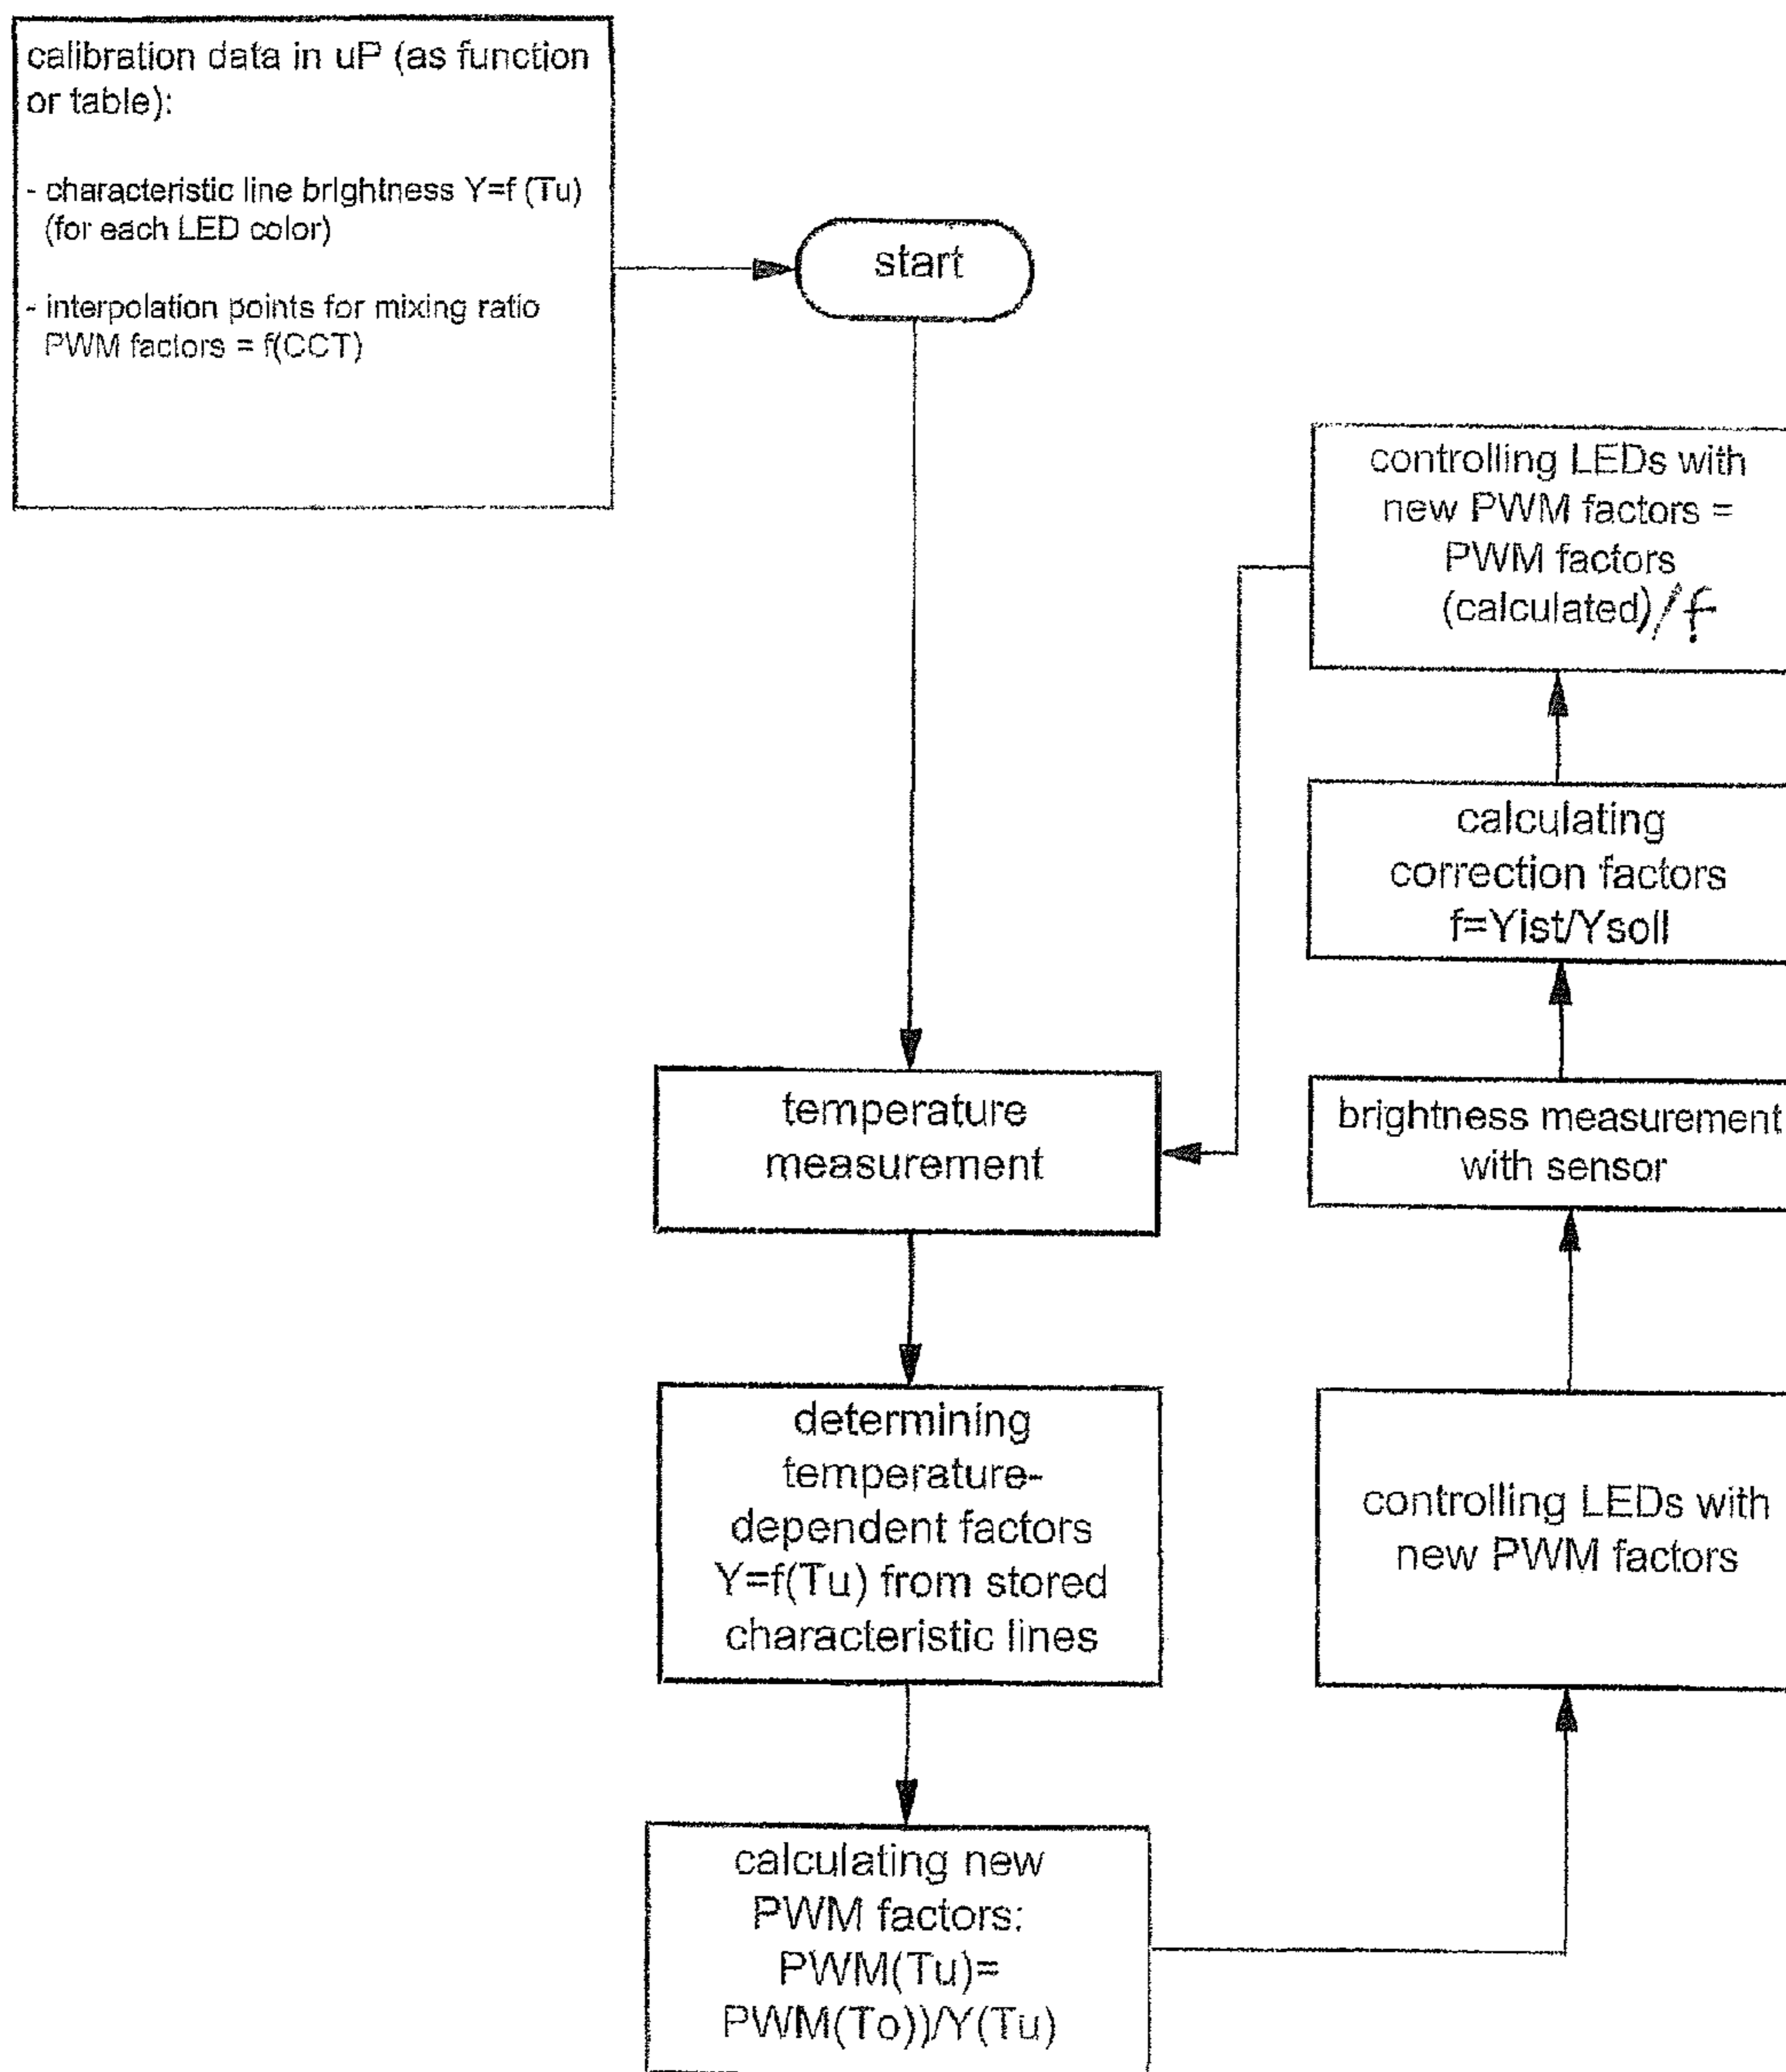 calibration data in uP (as function
or table):
- characteristic line brightness Y=f (Tu)
(for each LED color)
- interpolation points for mixing ratio
PWM factors = f(CCT)
start
temperature
measurement
determining
temperature-
dependent factors
Y=f(Tu) from stored
characteristic lines
calculating new
PWM factors:
PWM(Tu)=
PWM(To))/Y(Tu)
controlling LEDs with
new PWM factors
brightness measurement
with sensor
calculating
correction factors
f=Yist/Ysoll
controlling LEDs with
new PWM factors =
PWM factors
(calculated)/f